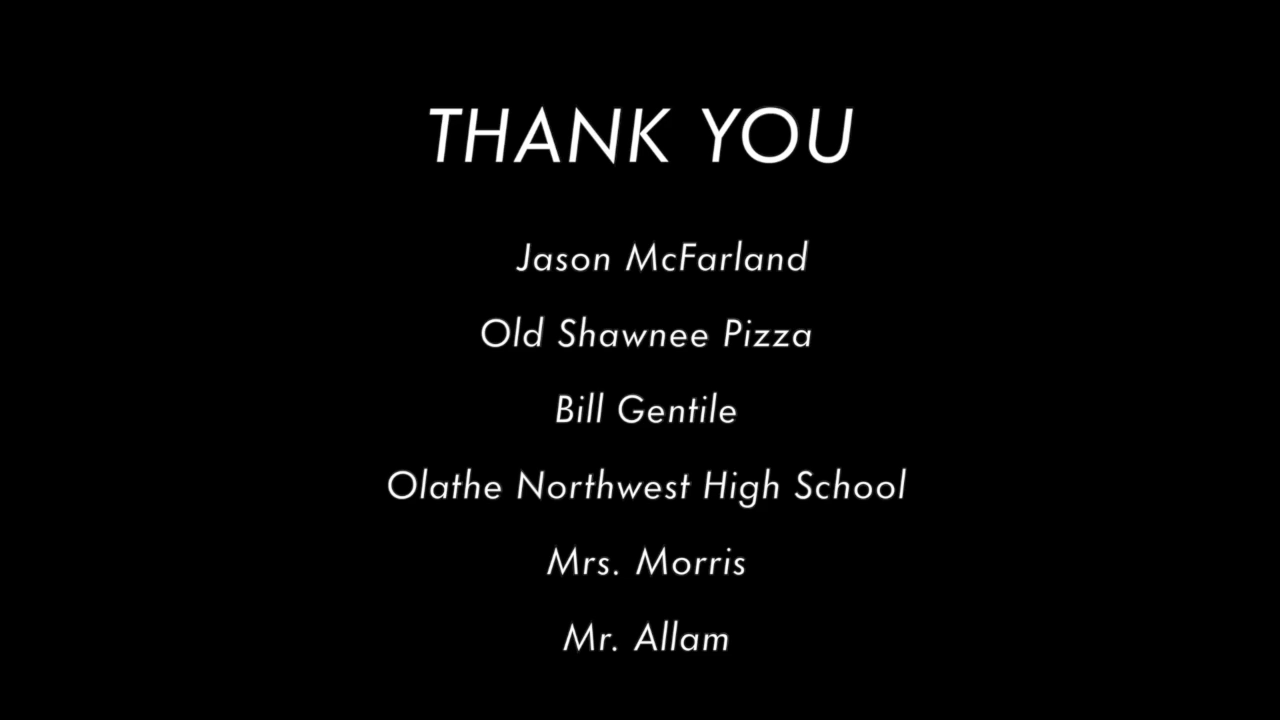 THANK YOU
Jason McFarland
Old Shawnee Pizza
Bill Gentile
Olathe Northwest High School
Mrs. Morris
Mr. Allam